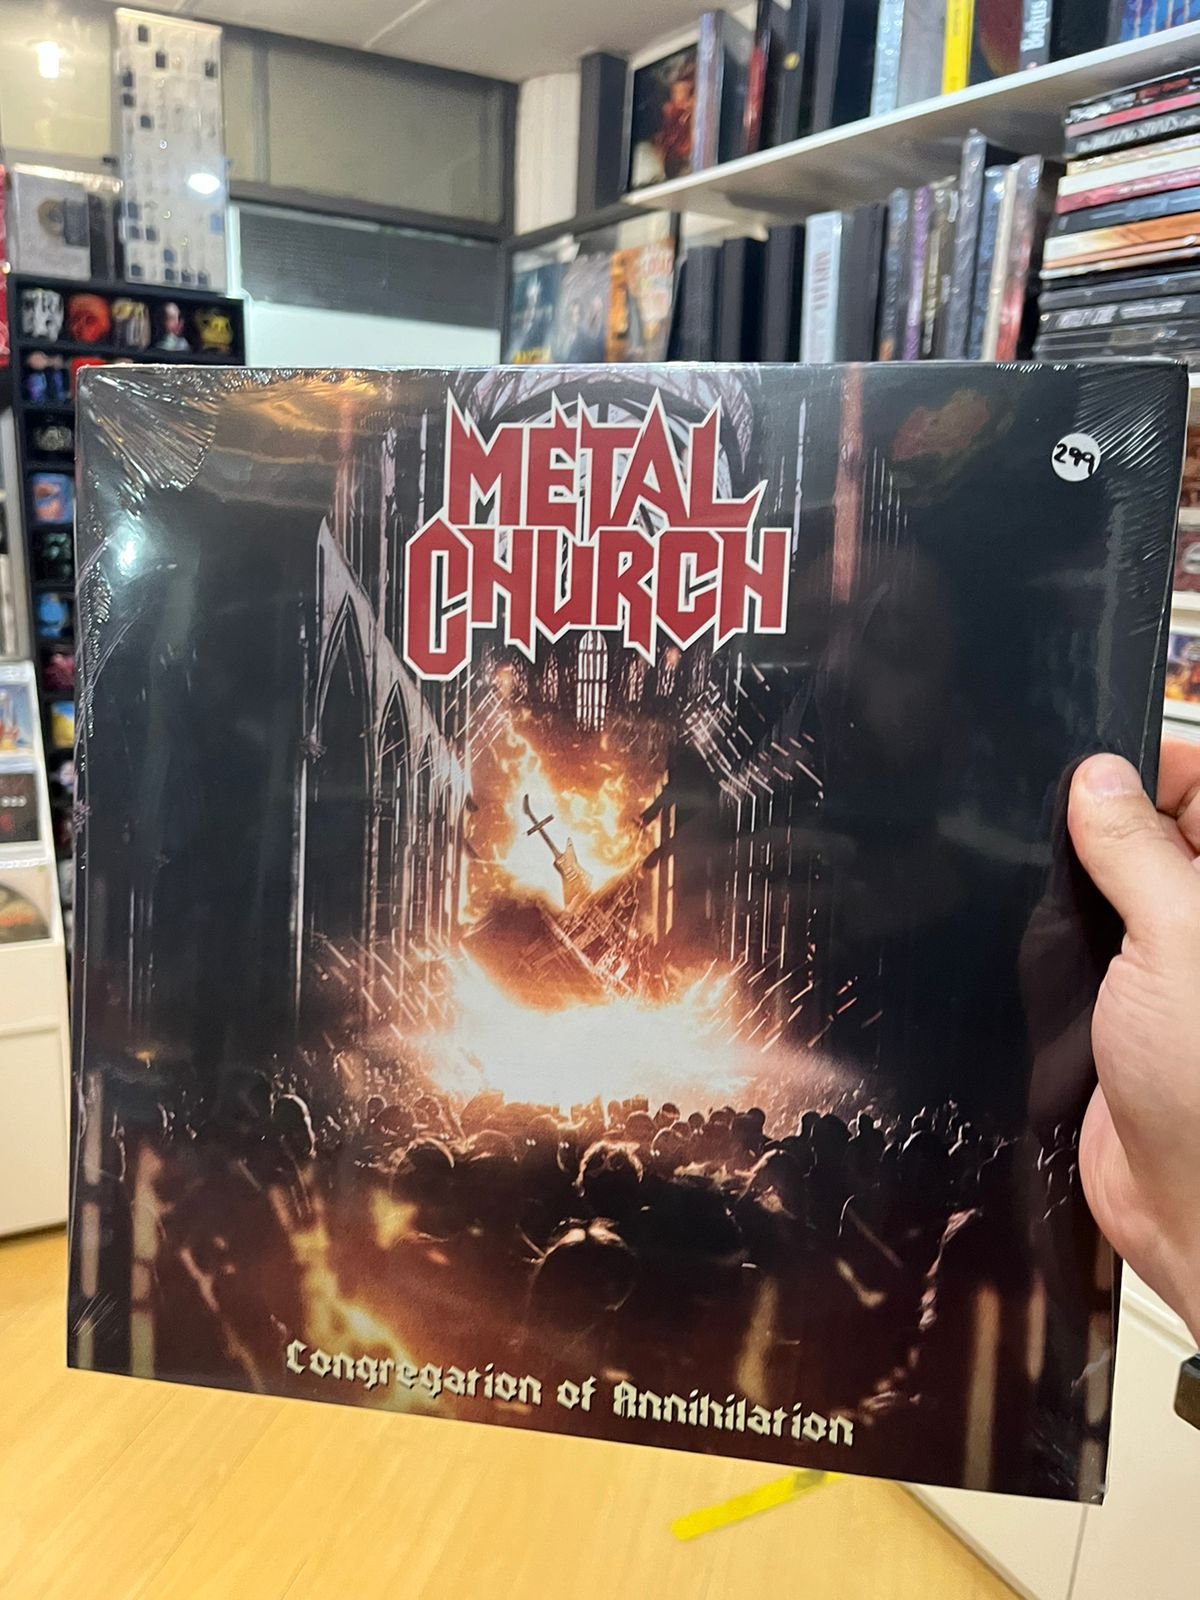 METAL
CHURCH
299
Congregation of Annihilation